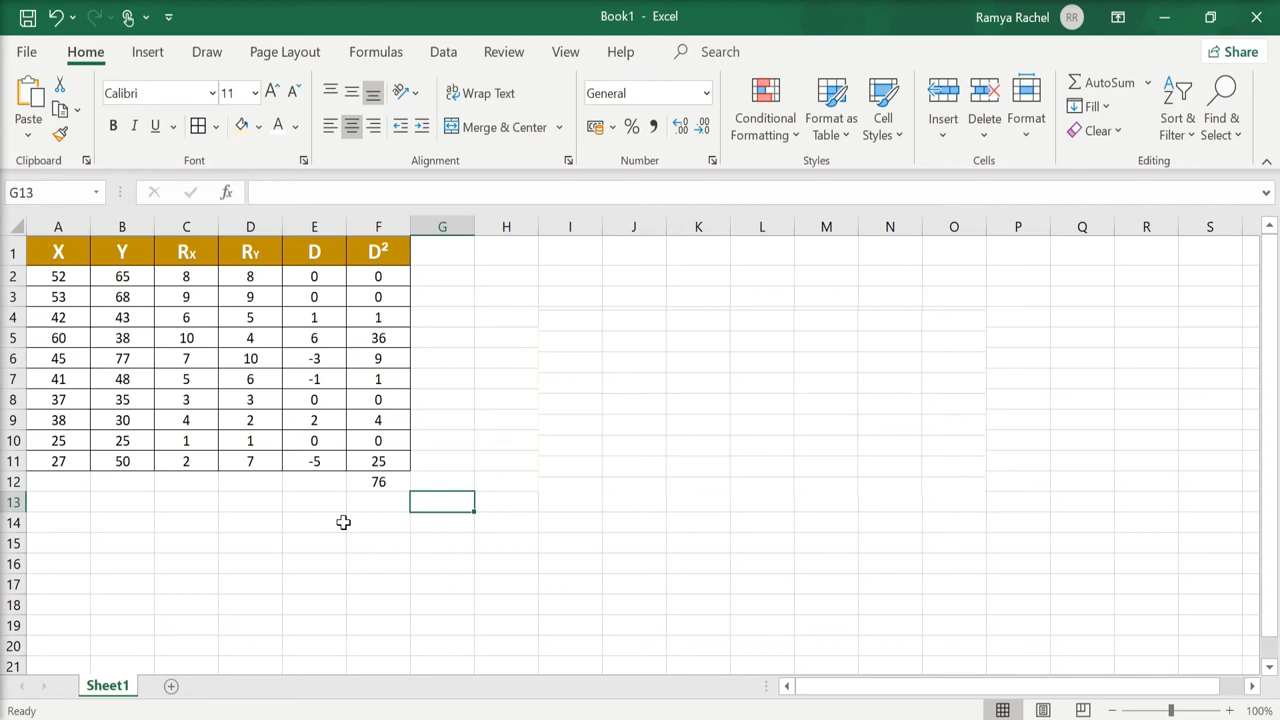 Book1 - Excel
Ramya Rachel RR
File Home Insert Draw Page Layout Formulas Data Review View Help Search Share
Paste
Clipboard
Calibri 11
A A
B I U A
Font
Wrap Text
Merge & Center
Alignment
General
% 9
Number
Conditional Formatting
Format as Table
Cell Styles
Styles
Insert Delete Format
Cells
AutoSum
Fill
Clear
Sort & Filter
Find & Select
Editing
G13 fx
A B C D E F G H I J K L M N O P Q R S
1 X Y Rx RY D D²
2 52 65 8 8 0 0
3 53 68 9 9 0 0
4 42 43 6 5 1 1
5 60 38 10 4 6 36
6 45 77 7 10 -3 9
7 41 48 5 6 -1 1
8 37 35 3 3 0 0
9 38 30 4 2 2 4
10 25 25 1 1 0 0
11 27 50 2 7 -5 25
12 76
13
14
15
16
17
18
19
20
21
Sheet1
Ready 100%